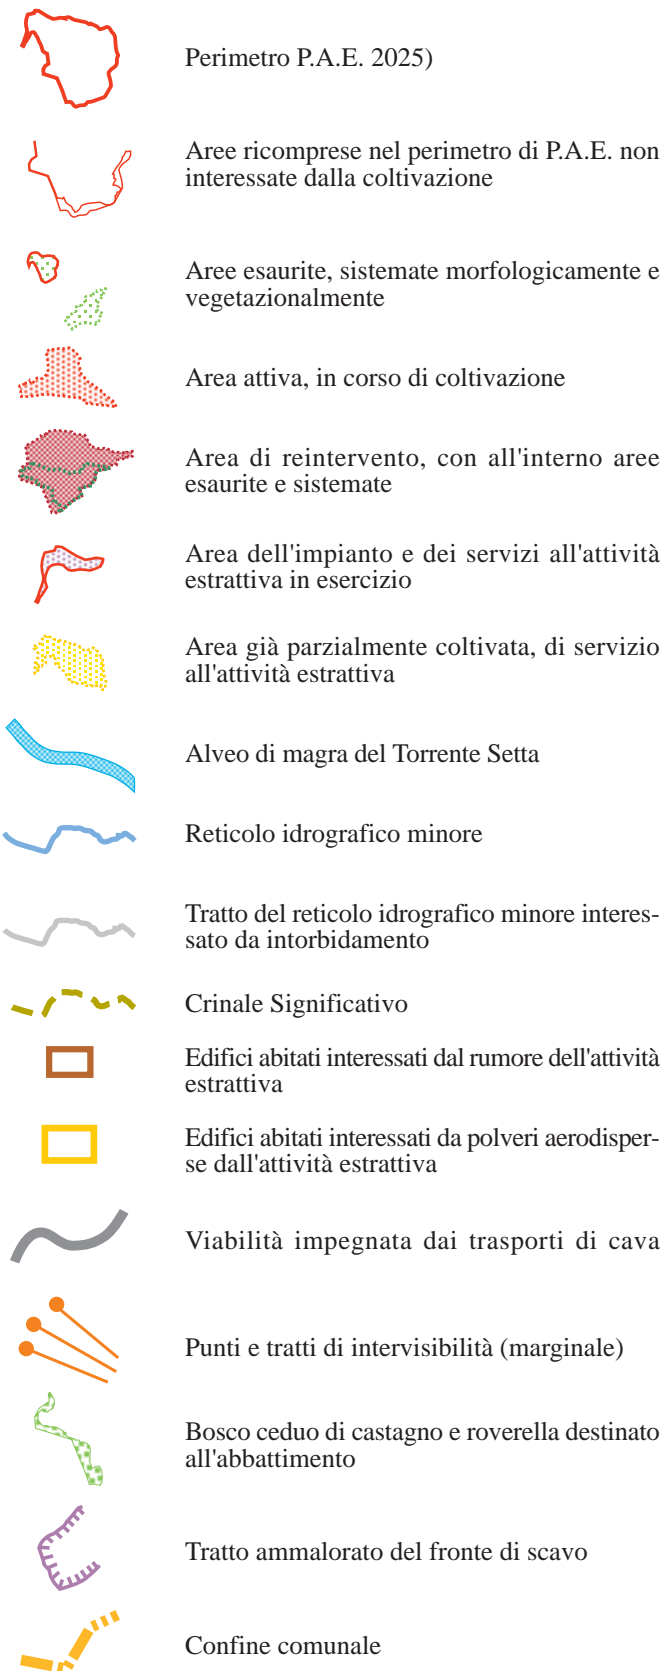 Perimetro P.A.E. 2025)
Aree ricomprese nel perimetro di P.A.E. non
interessate dalla coltivazione
Aree esaurite, sistemate morfologicamente e
vegetazionalmente
Area attiva, in corso di coltivazione
Area di reintervento, con all'interno aree
esaurite e sistemate
Area dell'impianto e dei servizi all'attività
estrattiva in esercizio
Area già parzialmente coltivata, di servizio
all'attività estrattiva
Alveo di magra del Torrente Setta
Reticolo idrografico minore
Tratto del reticolo idrografico minore interes-
sato da intorbidamento
Crinale Significativo
Edifici abitati interessati dal rumore dell'attività
estrattiva
Edifici abitati interessati da polveri aerodisper-
se dall'attività estrattiva
Viabilità impegnata dai trasporti di cava
Punti e tratti di intervisibilità (marginale)
Bosco ceduo di castagno e roverella destinato
all'abbattimento
Tratto ammalorato del fronte di scavo
Confine comunale